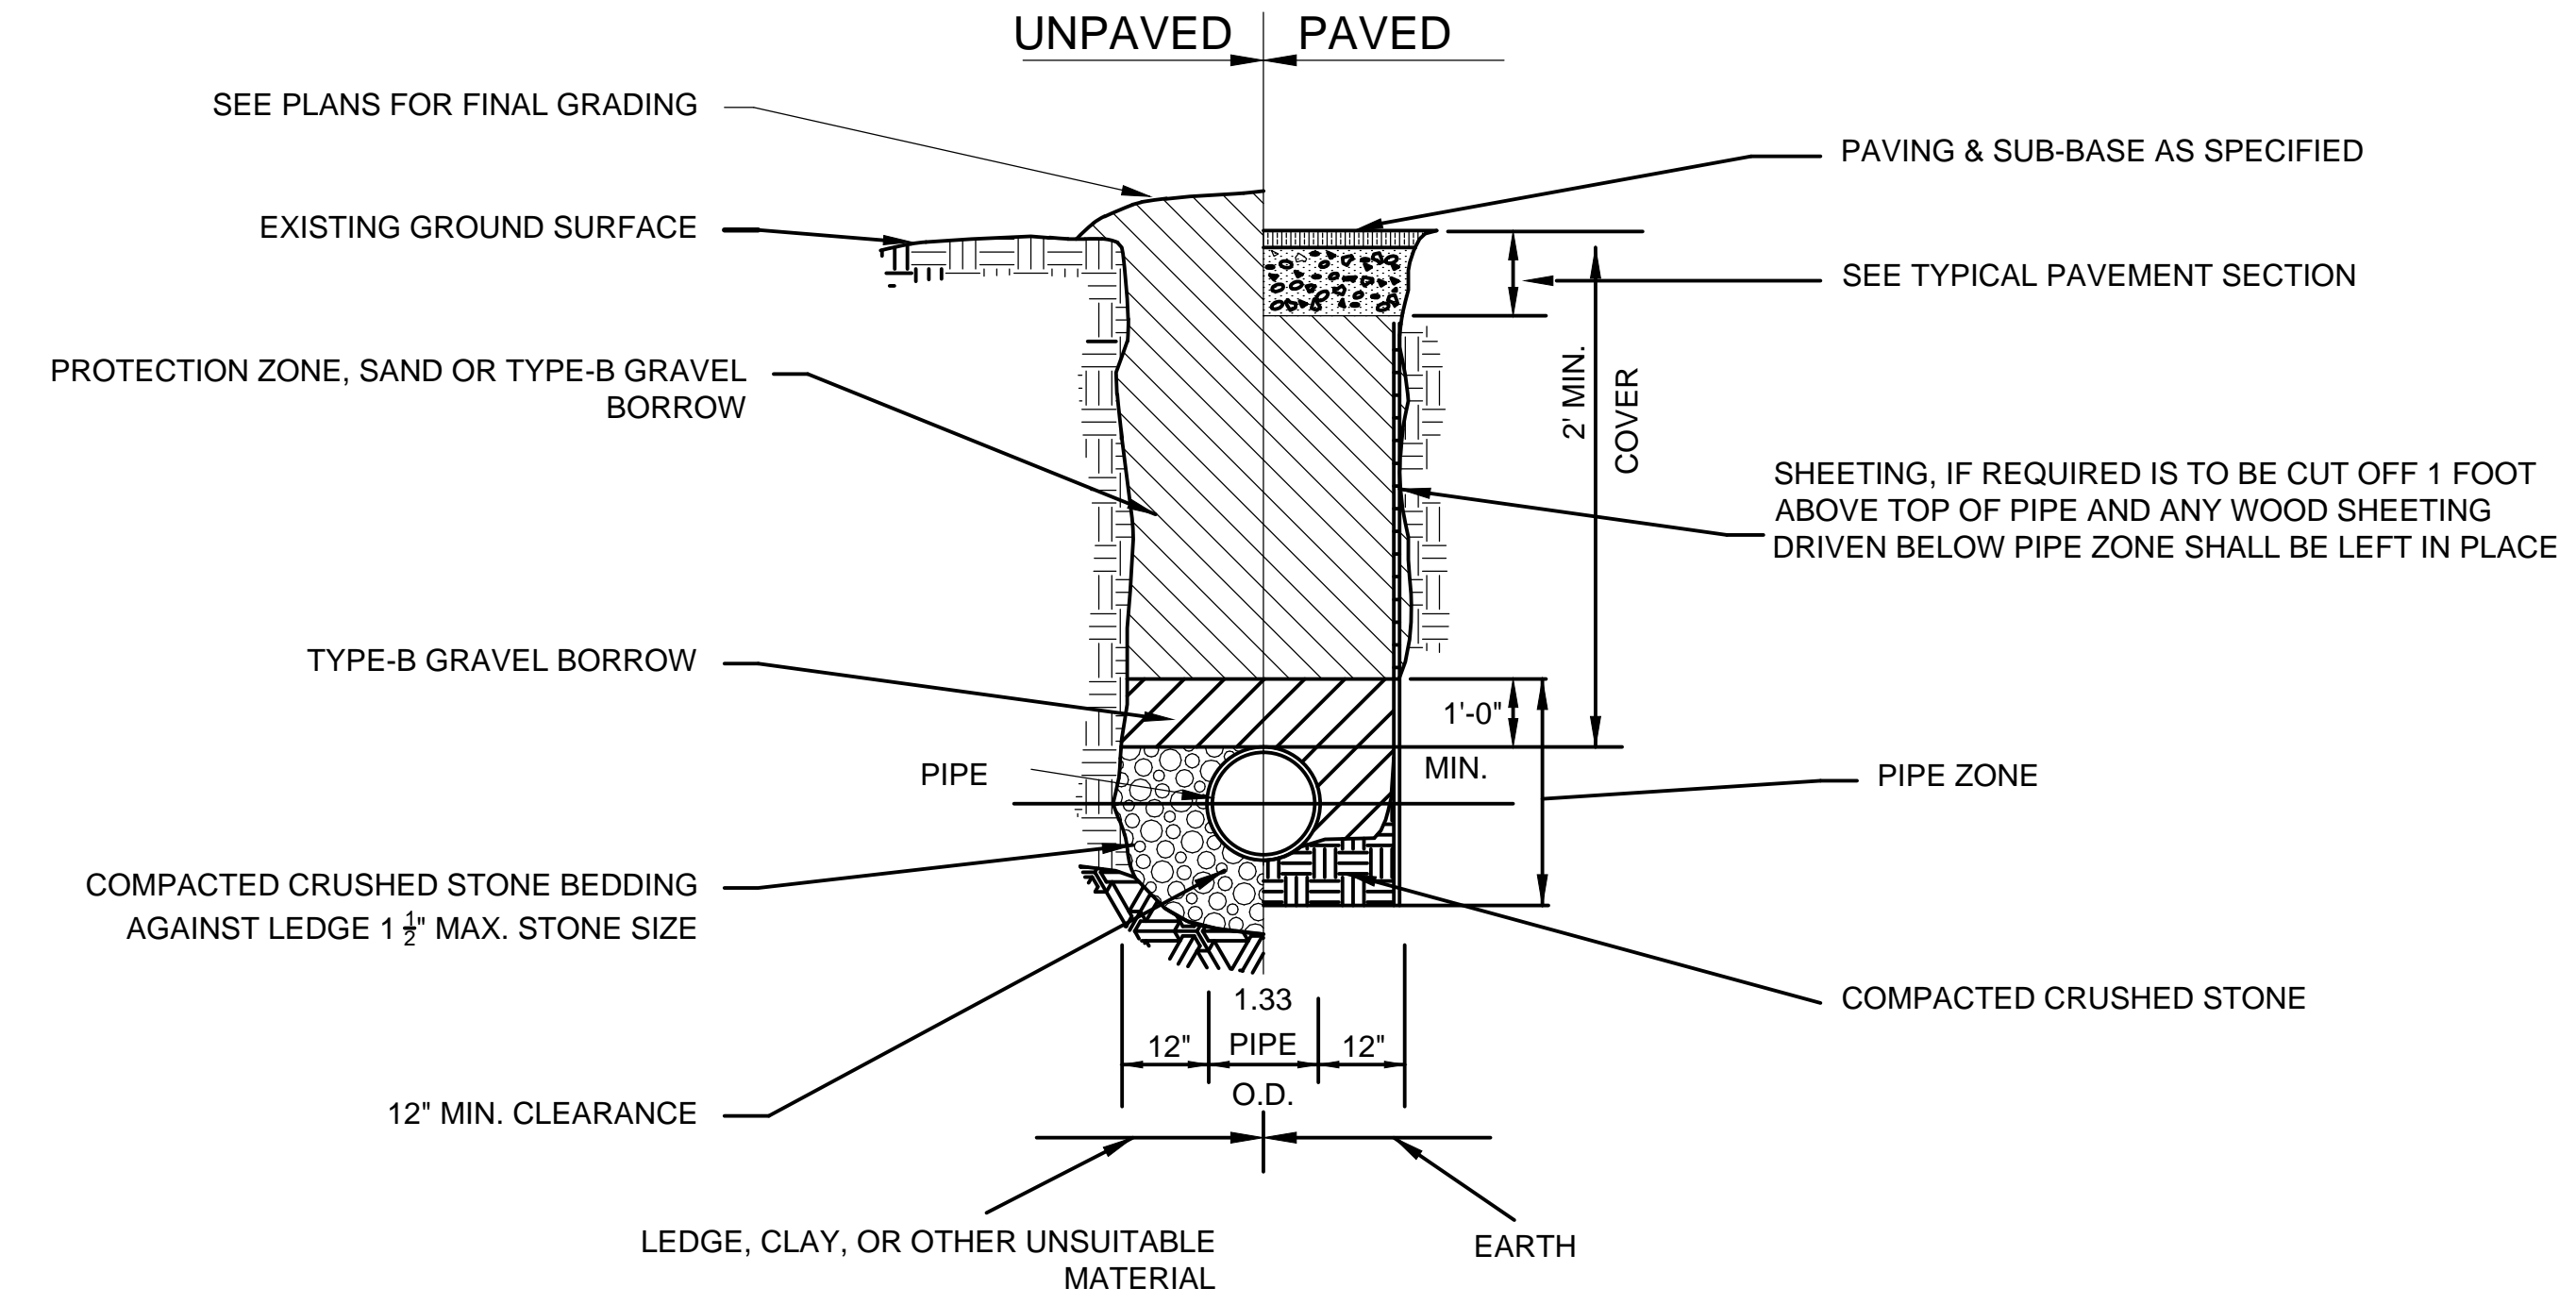 UNPAVED
PAVED
SEE PLANS FOR FINAL GRADING
PAVING & SUB-BASE AS SPECIFIED
EXISTING GROUND SURFACE
SEE TYPICAL PAVEMENT SECTION
PROTECTION ZONE, SAND OR TYPE-B GRAVEL
BORROW
2' MIN.
COVER
SHEETING, IF REQUIRED IS TO BE CUT OFF 1 FOOT
ABOVE TOP OF PIPE AND ANY WOOD SHEETING
DRIVEN BELOW PIPE ZONE SHALL BE LEFT IN PLACE
TYPE-B GRAVEL BORROW
1'-0"
MIN.
PIPE
PIPE ZONE
COMPACTED CRUSHED STONE BEDDING
AGAINST LEDGE 1 1/2" MAX. STONE SIZE
COMPACTED CRUSHED STONE
1.33
12" PIPE 12"
O.D.
12" MIN. CLEARANCE
LEDGE, CLAY, OR OTHER UNSUITABLE
MATERIAL
EARTH